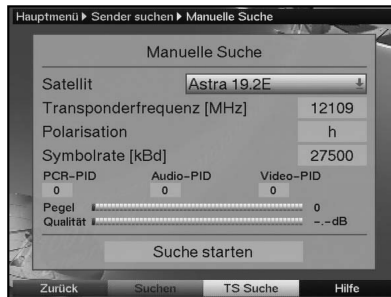 Hauptmenü ▶ Sender suchen ▶ Manuelle Suche
Manuelle Suche
Satellit Astra 19.2E
Transponderfrequenz [MHz] 12109
Polarisation h
Symbolrate [kBd] 27500
PCR-PID Audio-PID Video-PID
0 0 0
Pegel 0
Qualität -.-dB
Suche starten
Zurück Suchen TS Suche Hilfe